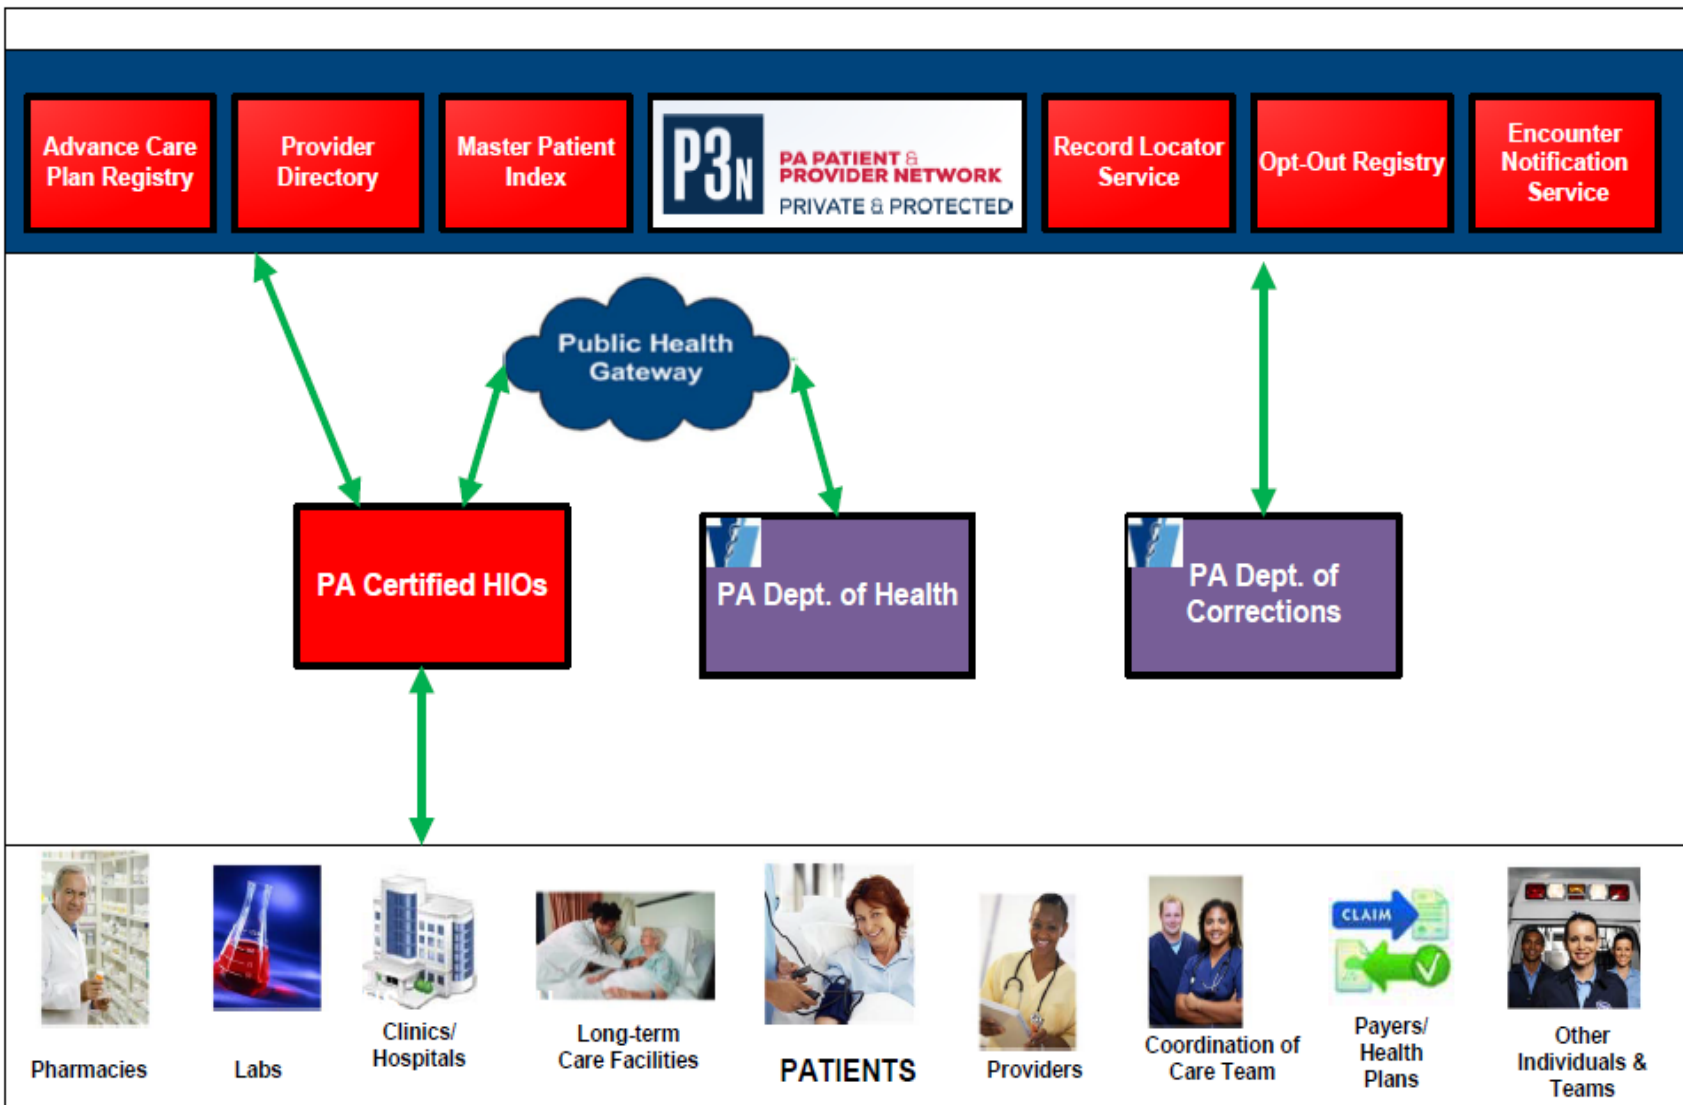 Advance Care
Plan Registry
Provider
Directory
Master Patient
Index
P3N
PA PATIENT &
PROVIDER NETWORK
PRIVATE & PROTECTED
Record Locator
Service
Opt-Out Registry
Encounter
Notification
Service
Public Health
Gateway
PA Certified HIOs
PA Dept. of Health
PA Dept. of
Corrections
CLAIM
Pharmacies
Labs
Clinics/
Hospitals
Long-term
Care Facilities
PATIENTS
Providers
Coordination of
Care Team
Payers/
Health
Plans
Other
Individuals &
Teams